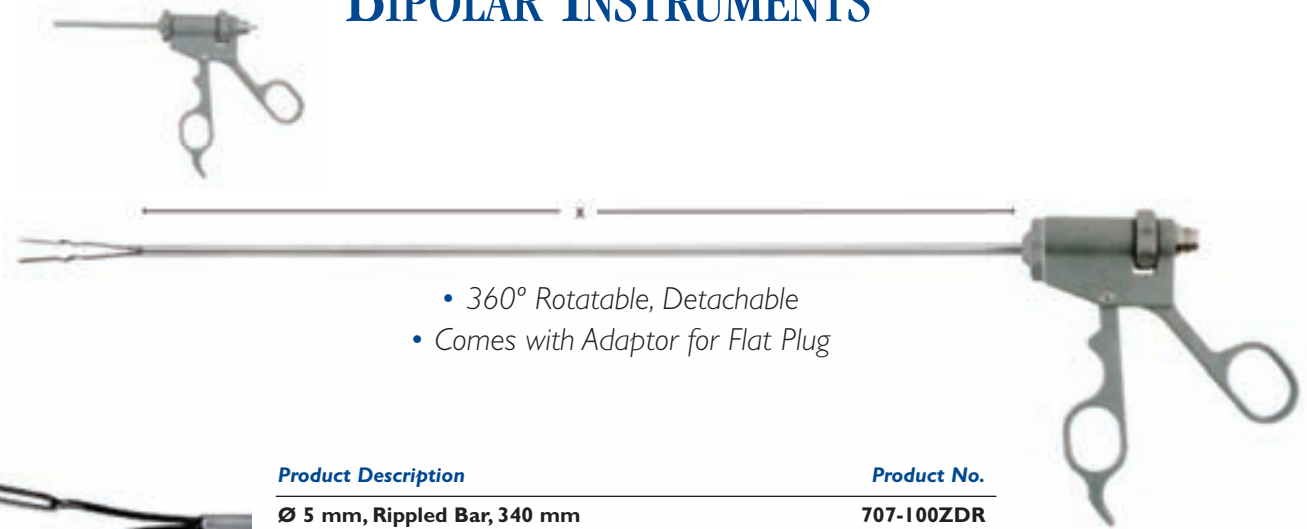 BIPOLAR INSTRUMENTS
x
• 360º Rotatable, Detachable
• Comes with Adaptor for Flat Plug
Product Description Product No.
Ø 5 mm, Rippled Bar, 340 mm 707-100ZDR